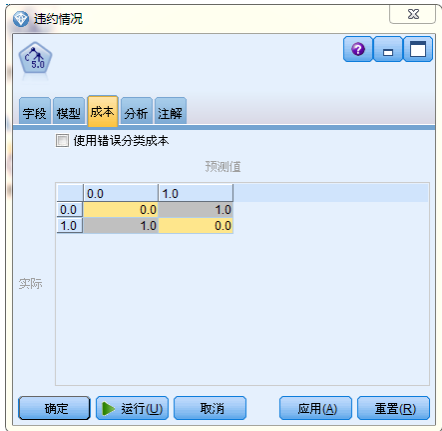 违约情况
C 5.0
字段 模型 成本 分析 注解
使用错误分类成本
预测值
0.0 1.0
0.0 0.0 1.0
1.0 1.0 0.0
实际
确定 运行(U) 取消 应用(A) 重置(R)